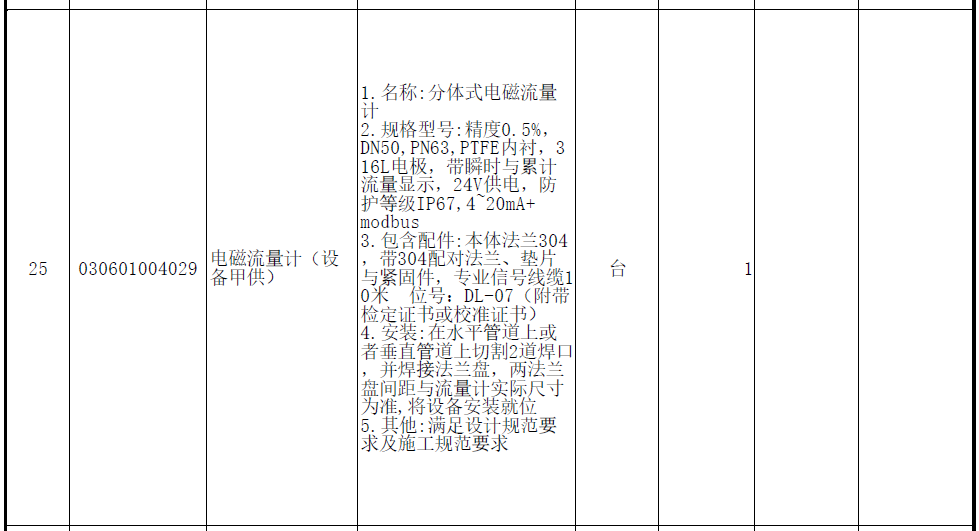 25
030601004029
电磁流量计（设
备甲供）
1.名称:分体式电磁流量
计
2.规格型号:精度0.5%，
DN50,PN63,PTFE内衬，3
16L电极，带瞬时与累计
流量显示，24V供电，防
护等级IP67,4~20mA+
modbus
3.包含配件:本体法兰304
，带304配对法兰、垫片
与紧固件，专业信号线缆1
0米　位号：DL-07（附带
检定证书或校准证书）
4.安装:在水平管道上或
者垂直管道上切割2道焊口
，并焊接法兰盘，两法兰
盘间距与流量计实际尺寸
为准,将设备安装就位
5.其他:满足设计规范要
求及施工规范要求
台
1